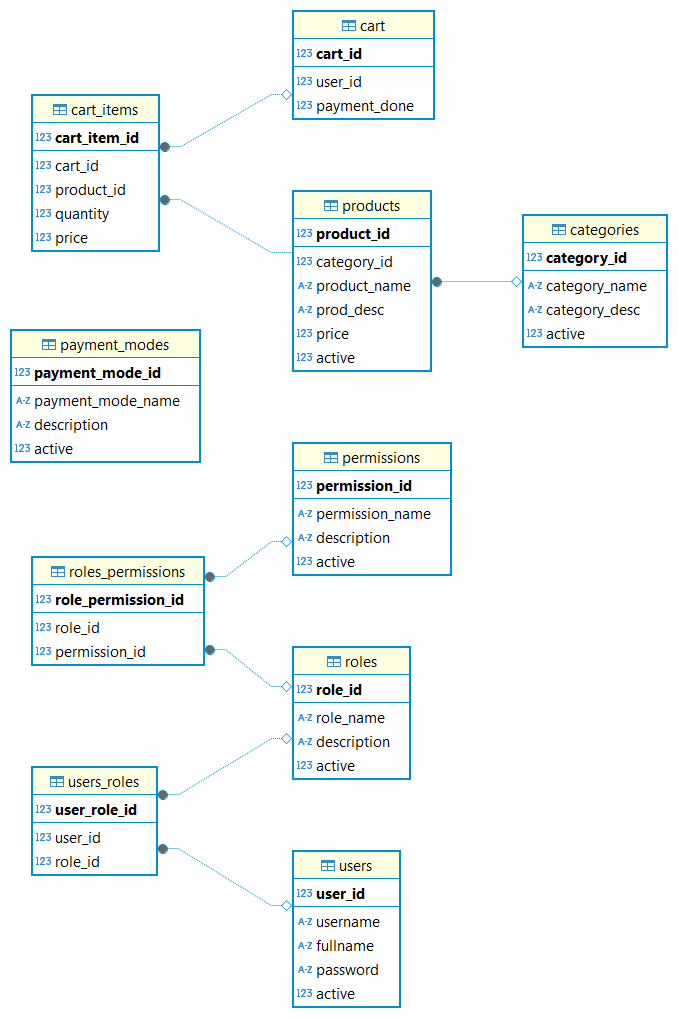 cart
123 cart_id
123 user_id
123 payment_done
cart_items
123 cart_item_id
123 cart_id
123 product_id
123 quantity
123 price
products
123 product_id
123 category_id
A-Z product_name
A-Z prod_desc
123 price
123 active
categories
123 category_id
A-Z category_name
A-Z category_desc
123 active
payment_modes
123 payment_mode_id
A-Z payment_mode_name
A-Z description
123 active
permissions
123 permission_id
A-Z permission_name
A-Z description
123 active
roles_permissions
123 role_permission_id
123 role_id
123 permission_id
roles
123 role_id
A-Z role_name
A-Z description
123 active
users_roles
123 user_role_id
123 user_id
123 role_id
users
123 user_id
A-Z username
A-Z fullname
A-Z password
123 active